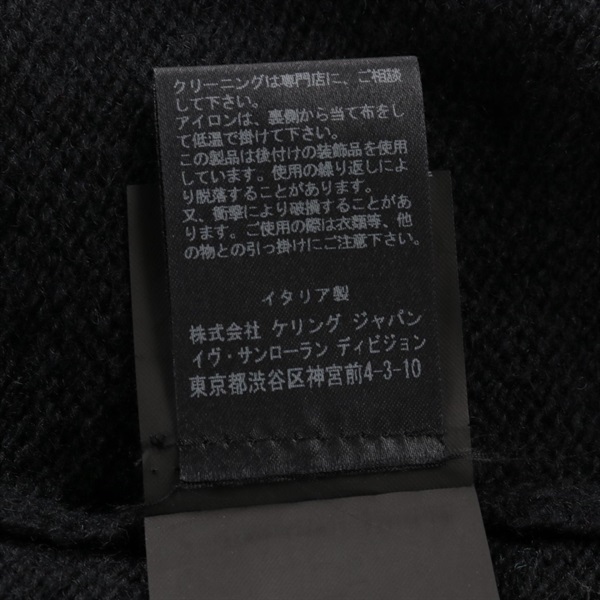 クリーニングは専門店に、ご相談
して下さい。
アイロンは、裏側から当て布をし
て低温で掛けて下さい。
この製品は後付けの装飾品を使用
しています。使用の繰り返しによ
り脱落することがあります。
又、衝撃により破損することがあ
ります。ご使用の際は衣類等、他
の物との引っ掛けにご注意下さい。
イタリア製
株式会社 ケリング ジャパン
イヴ・サンローラン ディビジョン
東京都渋谷区神宮前4-3-10